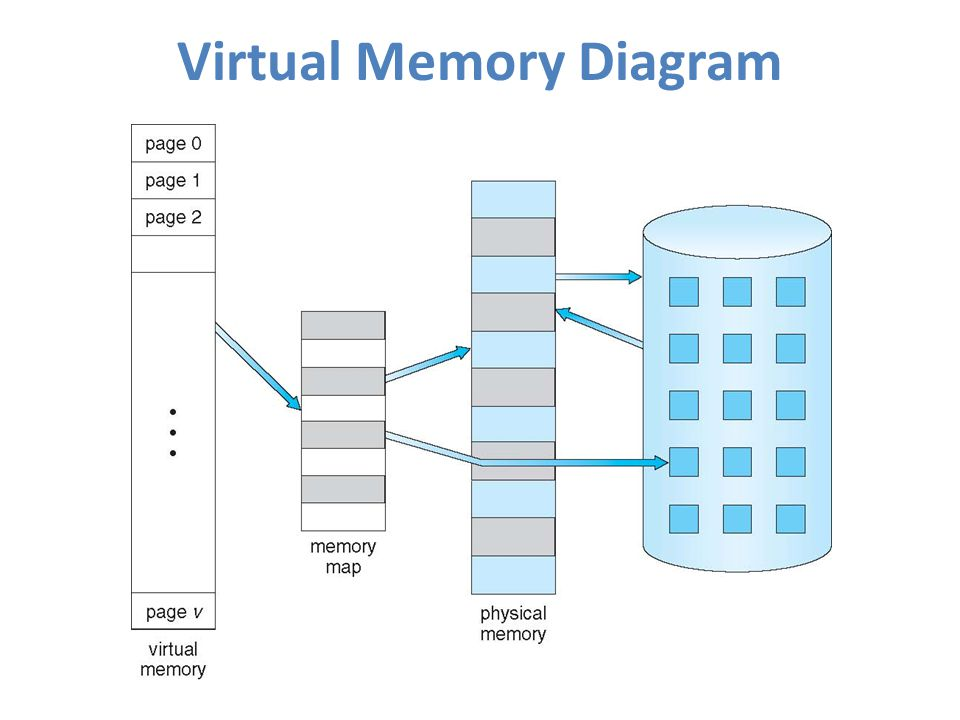 Virtual Memory Diagram
page 0
page 1
page 2
page v
virtual
memory
memory
map
physical
memory